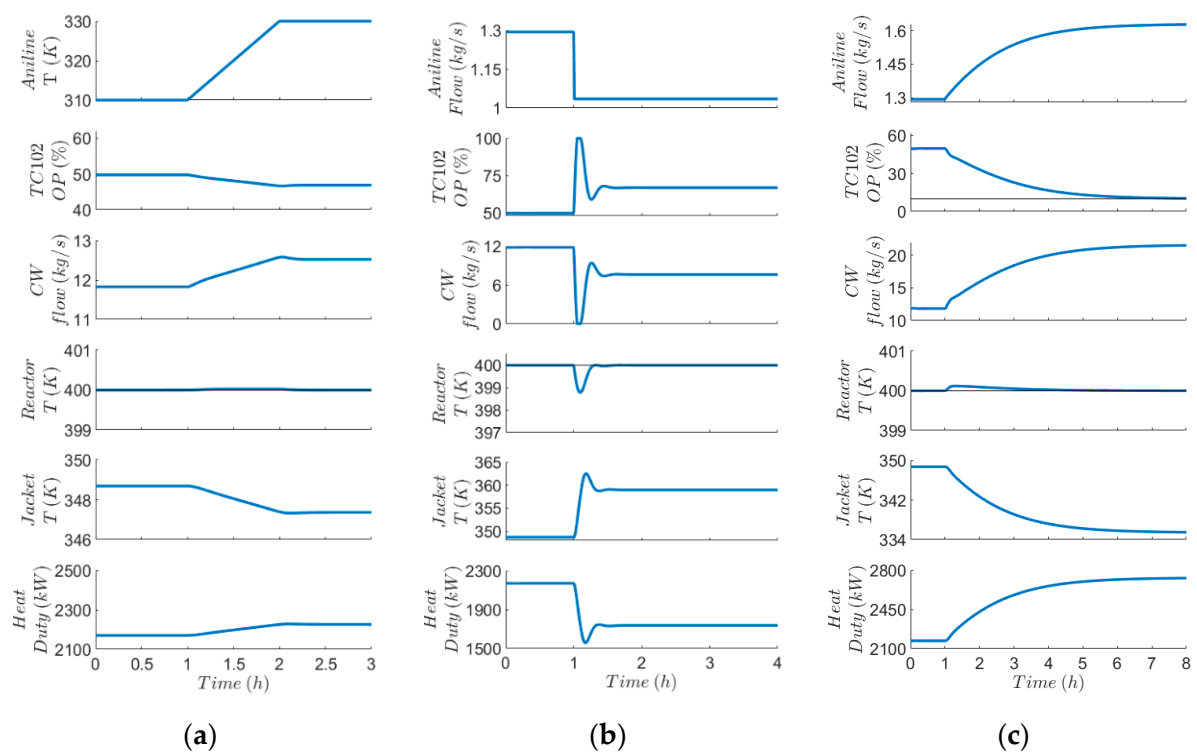 Aniline
T (K)
330
320
310
TC102
OP (%)
60
50
40
CW
flow (kg/s)
13
12
11
Reactor
T (K)
401
400
399
Jacket
T (K)
350
348
346
Heat
Duty (kW)
2500
2300
2100
0 0.5 1 1.5 2 2.5 3
Time (h)
(a)
Aniline
Flow (kg/s)
1.3
1.15
1
TC102
OP (%)
100
75
50
CW
flow (kg/s)
12
6
0
Reactor
T (K)
400
399
398
397
Jacket
T (K)
365
360
355
350
Heat
Duty (kW)
2300
1900
1500
0 1 2 3 4
Time (h)
(b)
Aniline
Flow (kg/s)
1.6
1.45
1.3
TC102
OP (%)
60
30
0
CW
flow (kg/s)
20
15
10
Reactor
T (K)
401
400
399
Jacket
T (K)
350
342
334
Heat
Duty (kW)
2800
2450
2100
0 1 2 3 4 5 6 7 8
Time (h)
(c)